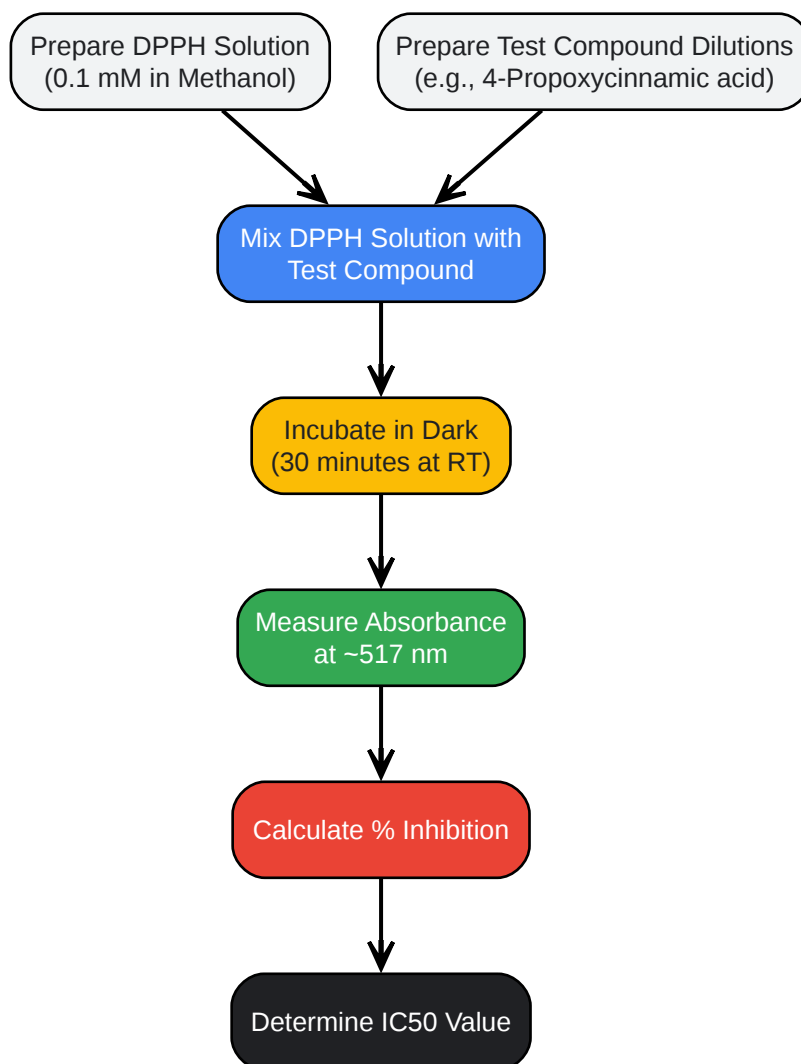 Prepare DPPH Solution
(0.1 mM in Methanol)
Prepare Test Compound Dilutions
(e.g., 4-Propoxycinnamic acid)
Mix DPPH Solution with
Test Compound
Incubate in Dark
(30 minutes at RT)
Measure Absorbance
at ~517 nm
Calculate % Inhibition
Determine IC50 Value